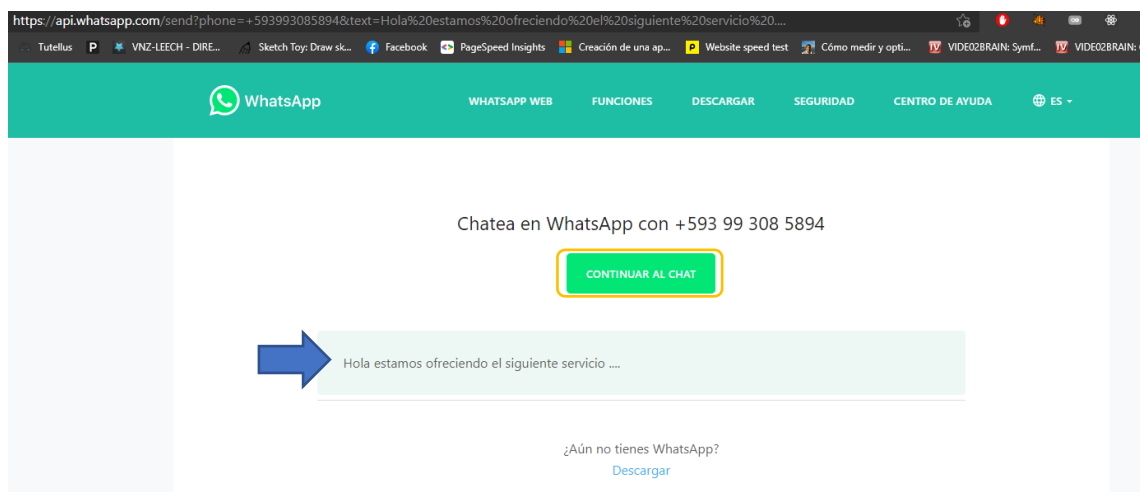 https://api.whatsapp.com/send?phone=+593993085894&text=Hola%20estamos%20ofreciendo%20el%20siguiente%20servicio%20....
Tutellus P VNZ-LEECH - DIRE... Sketch Toy: Draw sk... Facebook PageSpeed Insights Creación de una ap... P Website speed test Cómo medir y opti... VIDEO2BRAIN: Symf... VIDEO2BRAIN:
WhatsApp WHATSAPP WEB FUNCIONES DESCARGAR SEGURIDAD CENTRO DE AYUDA ES
Chatea en WhatsApp con +593 99 308 5894
CONTINUAR AL CHAT
Hola estamos ofreciendo el siguiente servicio ....
¿Aún no tienes WhatsApp?
Descargar